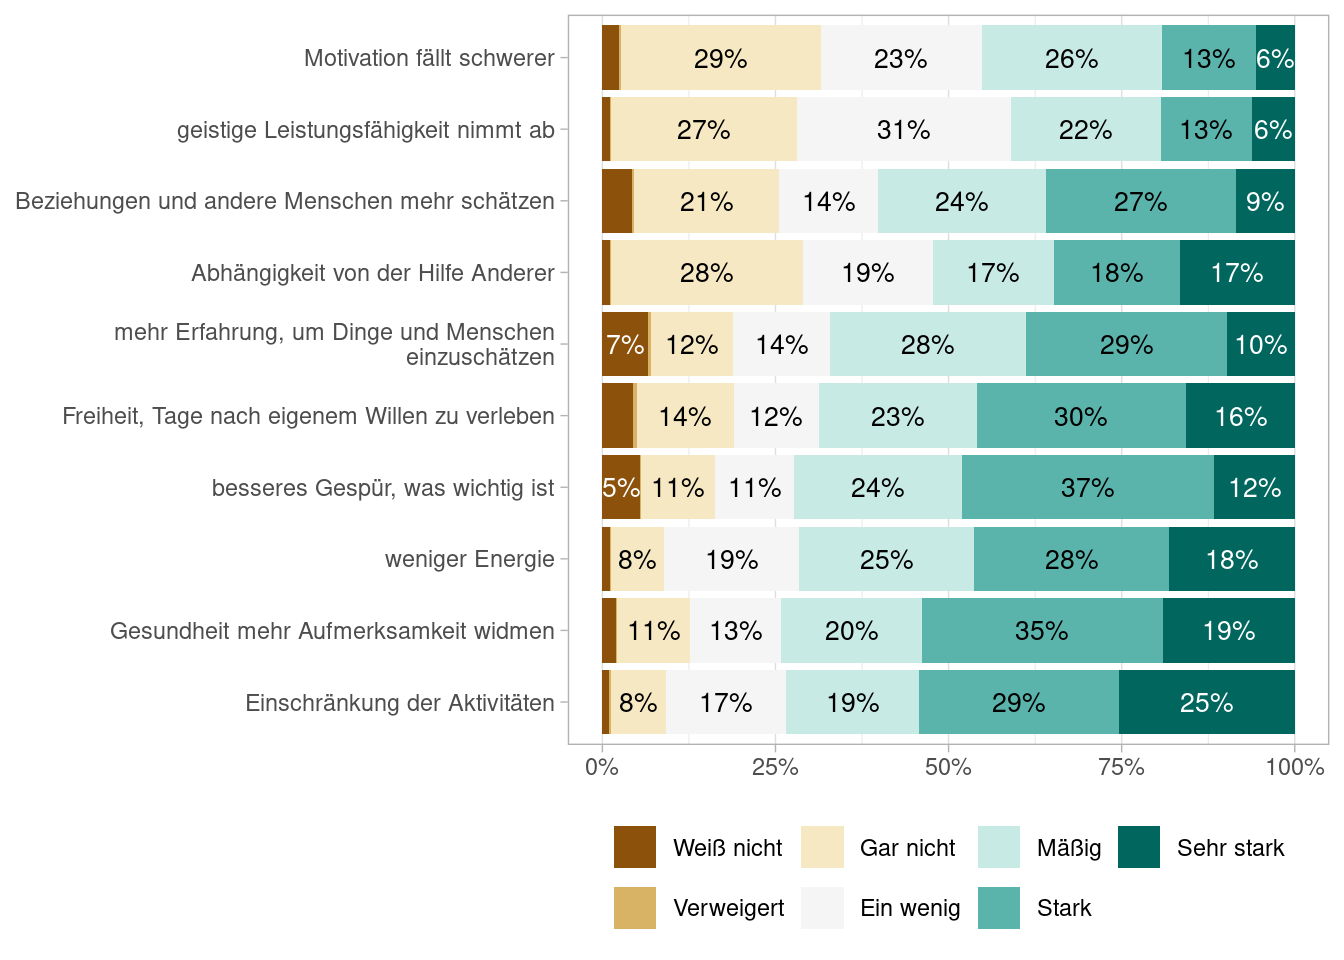 Motivation fällt schwerer
29% 23% 26% 13% 6%
geistige Leistungsfähigkeit nimmt ab
27% 31% 22% 13% 6%
Beziehungen und andere Menschen mehr schätzen
21% 14% 24% 27% 9%
Abhängigkeit von der Hilfe Anderer
28% 19% 17% 18% 17%
mehr Erfahrung, um Dinge und Menschen
einzuschätzen
7% 12% 14% 28% 29% 10%
Freiheit, Tage nach eigenem Willen zu verleben
14% 12% 23% 30% 16%
besseres Gespür, was wichtig ist
5% 11% 11% 24% 37% 12%
weniger Energie
8% 19% 25% 28% 18%
Gesundheit mehr Aufmerksamkeit widmen
11% 13% 20% 35% 19%
Einschränkung der Aktivitäten
8% 17% 19% 29% 25%
0% 25% 50% 75% 100%
Weiß nicht Gar nicht Mäßig Sehr stark
Verweigert Ein wenig Stark